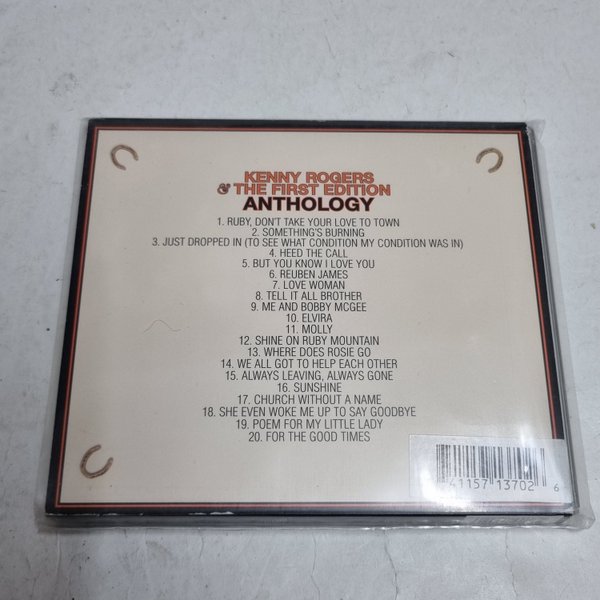 KENNY ROGERS
& THE FIRST EDITION
ANTHOLOGY
1. RUBY, DON'T TAKE YOUR LOVE TO TOWN
2. SOMETHING'S BURNING
3. JUST DROPPED IN (TO SEE WHAT CONDITION MY CONDITION WAS IN)
4. HEED THE CALL
5. BUT YOU KNOW I LOVE YOU
6. REUBEN JAMES
7. LOVE WOMAN
8. TELL IT ALL BROTHER
9. ME AND BOBBY MCGEE
10. ELVIRA
11. MOLLY
12. SHINE ON RUBY MOUNTAIN
13. WHERE DOES ROSIE GO
14. WE ALL GOT TO HELP EACH OTHER
15. ALWAYS LEAVING, ALWAYS GONE
16. SUNSHINE
17. CHURCH WITHOUT A NAME
18. SHE EVEN WOKE ME UP TO SAY GOODBYE
19. POEM FOR MY LITTLE LADY
20. FOR THE GOOD TIMES
41157 13702 6